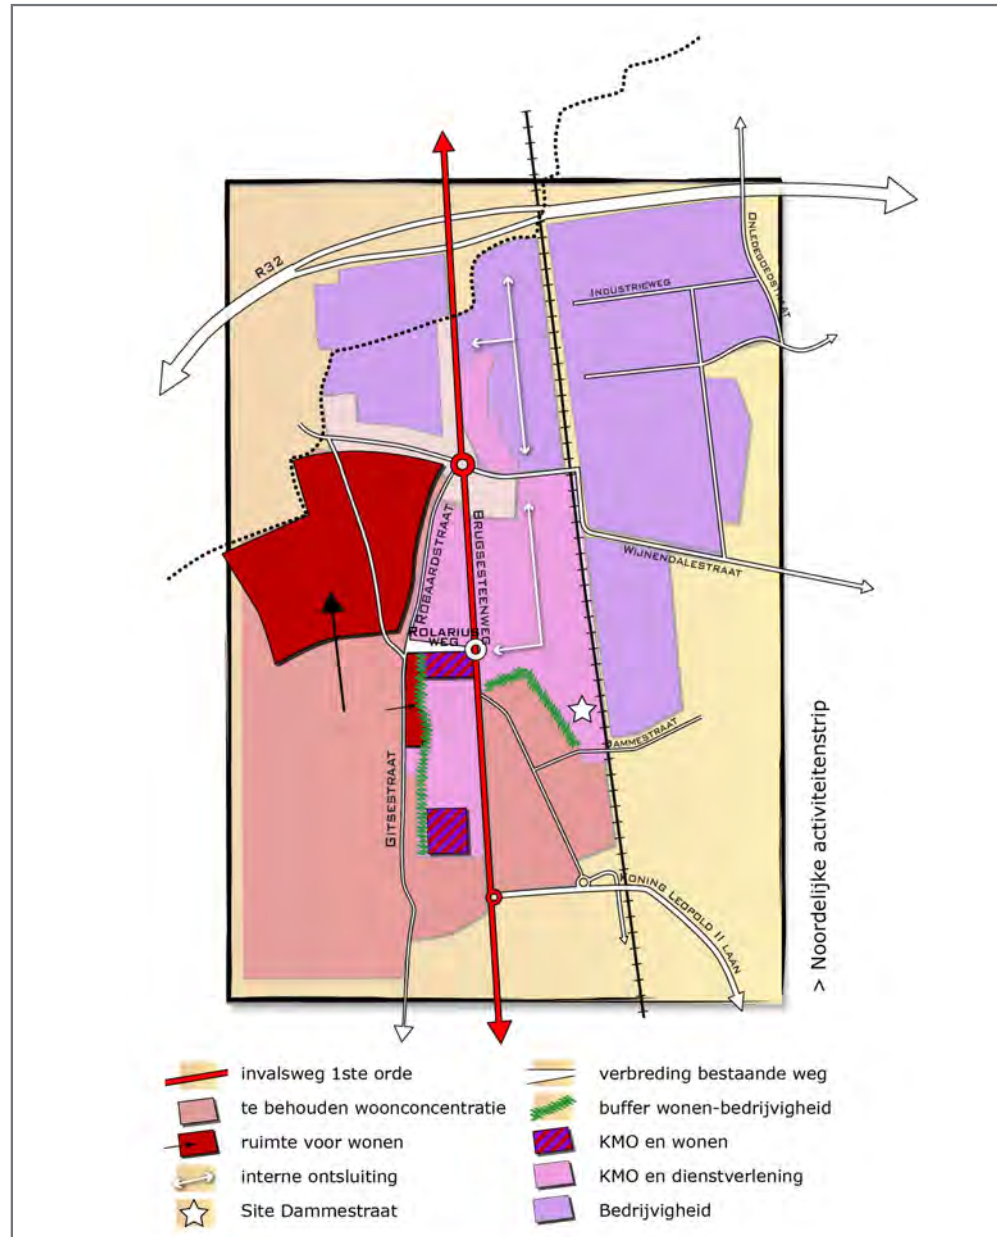 R32
ONLEDEGOEDSTRAAT
INDUSTRIEWEG
ROBAARDSTRAAT
BRUGSESTEENWEG
WIJNENDALESTRAAT
ROLARIUS
WEG
DAMMESTRAAT
GITSESTRAAT
KONING LEOPOLD II LAAN
> Noordelijke activiteitenstrip
invalsweg 1ste orde
te behouden woonconcentratie
ruimte voor wonen
interne ontsluiting
Site Dammestraat
verbreding bestaande weg
buffer wonen-bedrijvigheid
KMO en wonen
KMO en dienstverlening
Bedrijvigheid